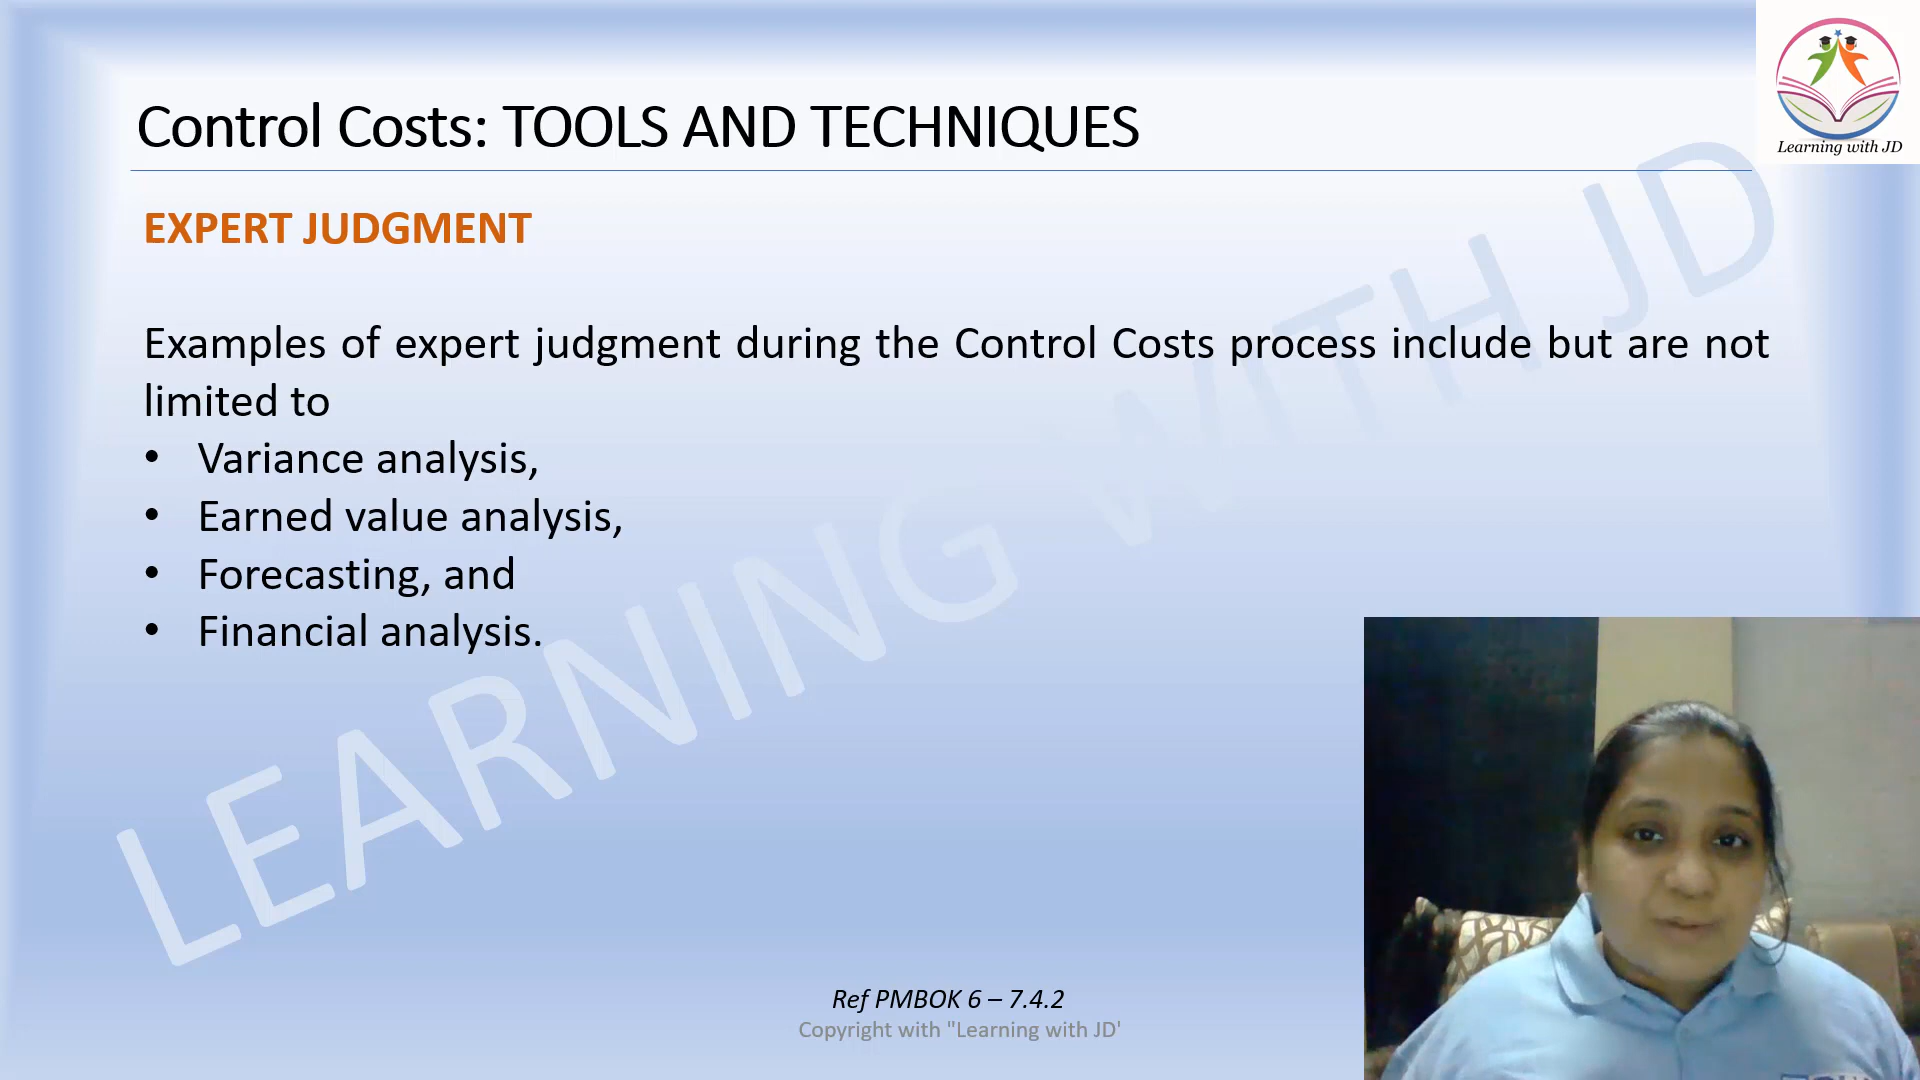 Control Costs: TOOLS AND TECHNIQUES
Learning with JD
EXPERT JUDGMENT
Examples of expert judgment during the Control Costs process include but are not
limited to
• Variance analysis,
• Earned value analysis,
• Forecasting, and
• Financial analysis.
LEARNING WITH JD
Ref PMBOK 6 – 7.4.2
Copyright with "Learning with JD'